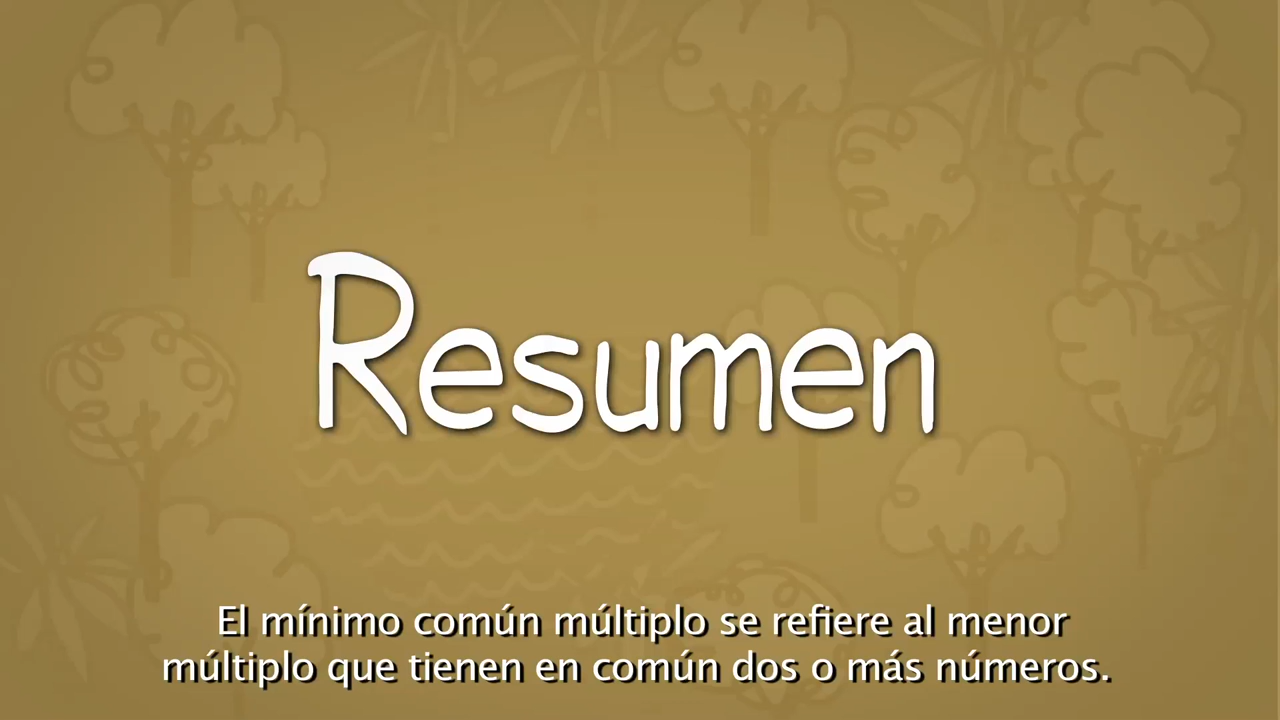 Resumen
El mínimo común múltiplo se refiere al menor
múltiplo que tienen en común dos o más números.